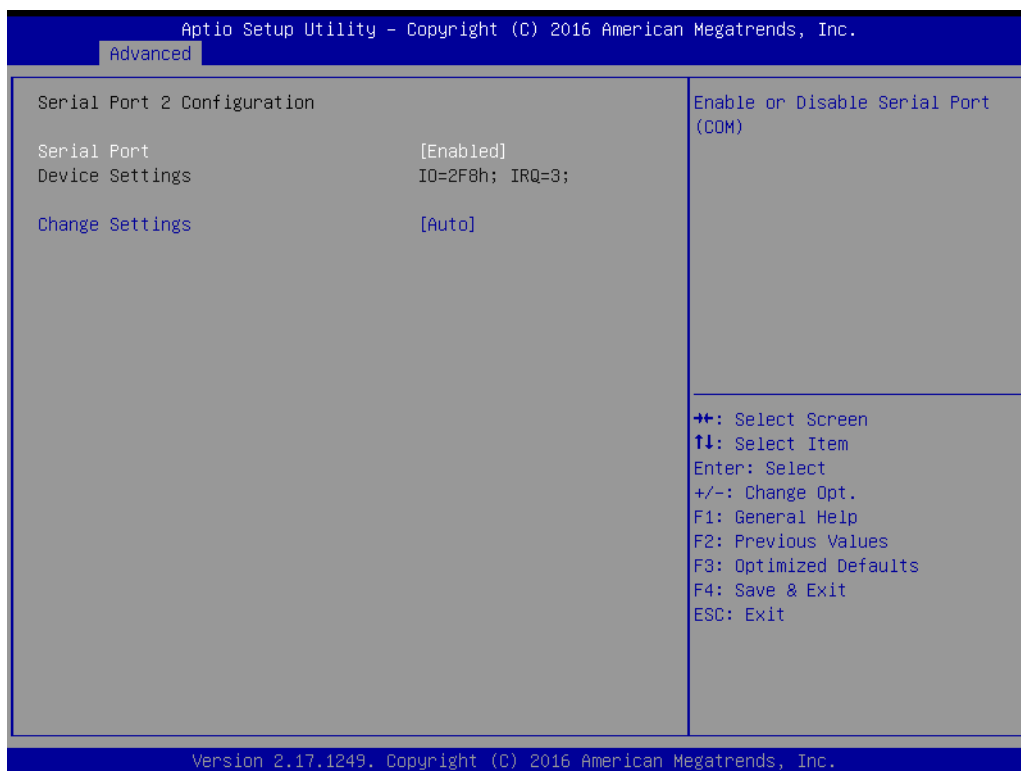 Aptio Setup Utility – Copyright (C) 2016 American Megatrends, Inc.
Advanced
Serial Port 2 Configuration
Serial Port [Enabled]
Device Settings IO=2F8h; IRQ=3;
Change Settings [Auto]
Enable or Disable Serial Port
(COM)
→←: Select Screen
↑↓: Select Item
Enter: Select
+/-: Change Opt.
F1: General Help
F2: Previous Values
F3: Optimized Defaults
F4: Save & Exit
ESC: Exit
Version 2.17.1249. Copyright (C) 2016 American Megatrends, Inc.